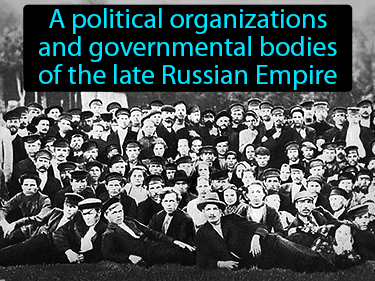 A political organizations
and governmental bodies
of the late Russian Empire